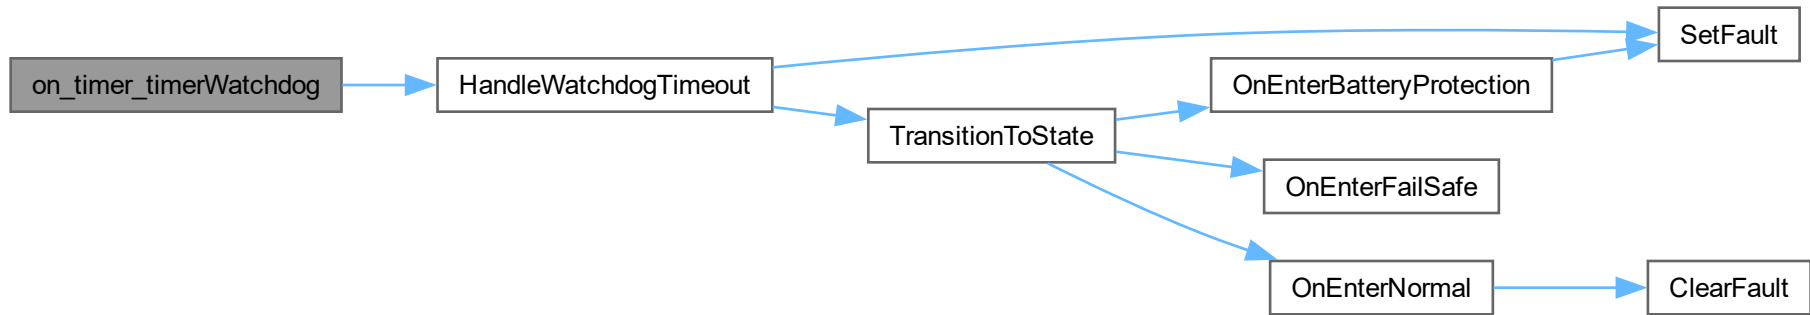 on_timer_timerWatchdog
HandleWatchdogTimeout
SetFault
OnEnterBatteryProtection
TransitionToState
OnEnterFailSafe
OnEnterNormal
ClearFault